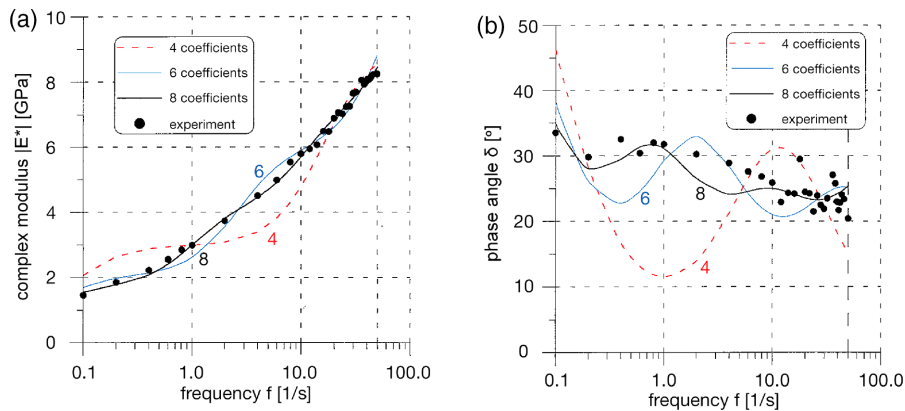 (a)
4 coefficients
6 coefficients
8 coefficients
experiment
complex modulus |E*| [GPa]
10
8
6
4
2
0
6
4
8
0.1
1.0
10.0
100.0
frequency f [1/s]
(b)
4 coefficients
6 coefficients
8 coefficients
experiment
phase angle δ [°]
50
40
30
20
10
0
6
8
4
0.1
1.0
10.0
100.0
frequency f [1/s]